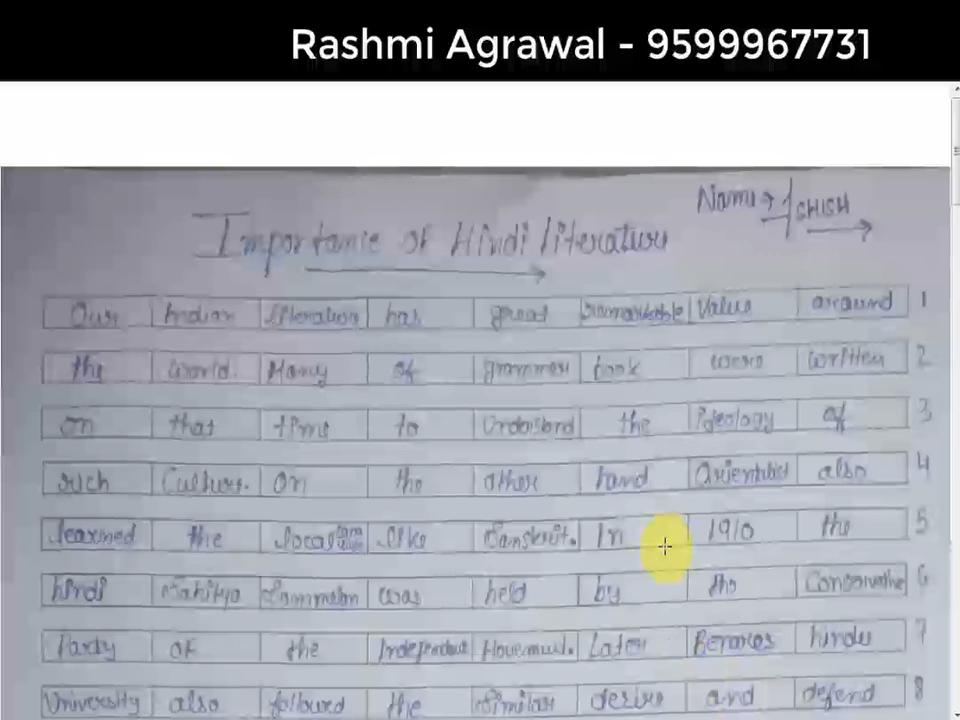 Rashmi Agrawal - 9599967731
Name → ASHISH
Importance of Hindi literature
Our Indian literation has great remarkable Value around 1
the world. Many of grammer book were written 2
on that time to Understand the ideology of 3
rich Culture. On the other hand Orientalist also 4
learned the local like Sanskrit. In 1910 the 5
hindi Sahitya Sammelan was held by the Conservative 6
Party of the Independent Movement. Later Benares hindu 7
University also followed the Similar desire and defend 8